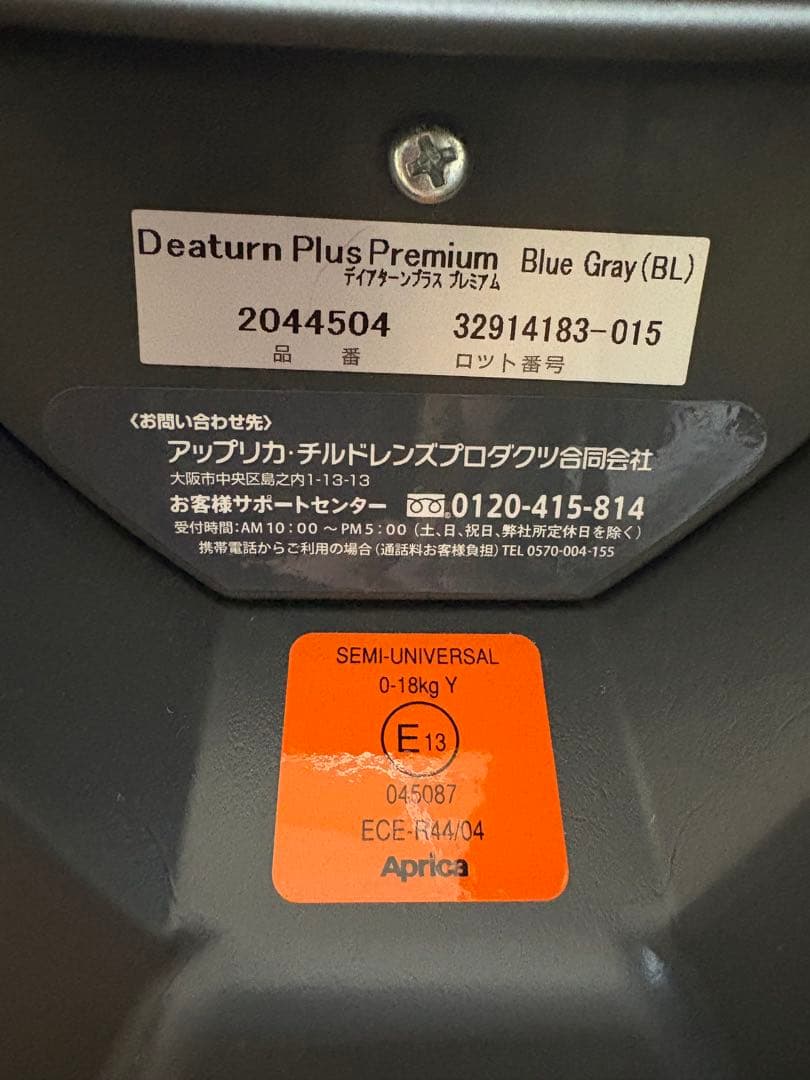 Deaturn Plus Premium Blue Gray(BL)
デイアターンプラス プレミアム
2044504 32914183-015
品 番 ロツト番号
〈お問い合わせ先〉
アップリカ・チルドレンズプロダクツ合同会社
大阪市中央区島之内1-13-13
お客様サポートセンター 0120-415-814
受付時間:AM10:00～PM5:00(土、日、祝日、弊社所定休日を除く)
携帯電話からご利用の場合(通話料お客様負担)TEL 0570-004-155
SEMI-UNIVERSAL
0-18kg Y
E 13
045087
ECE-R44/04
Aprica